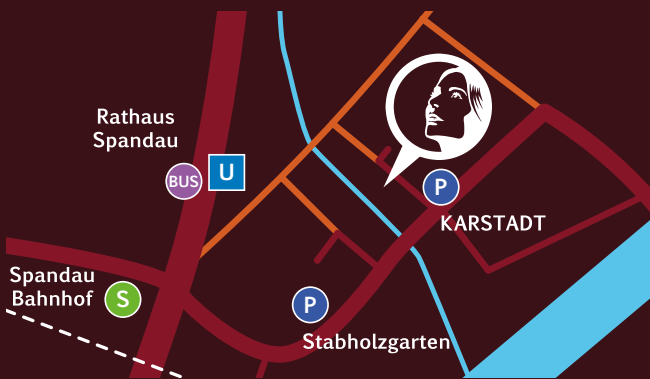 Rathaus
Spandau
BUS
U
P
KARSTADT
Spandau
Bahnhof
S
P
Stabholzgarten